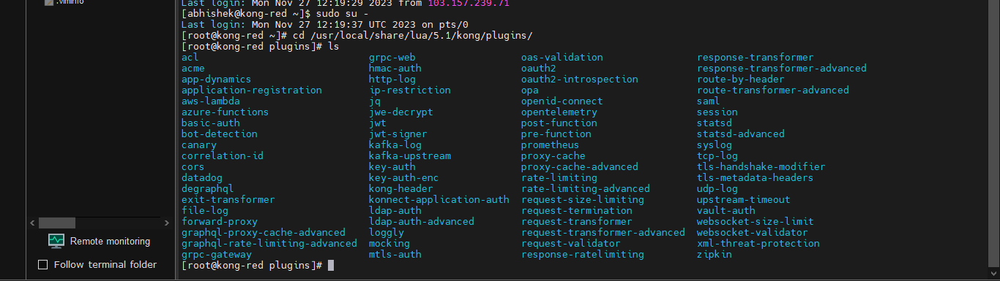 .viminfo
Last login: Mon Nov 27 12:19:29 2023 from 103.157.239.71
[abhishek@kong-red ~]$ sudo su -
Last login: Mon Nov 27 12:19:37 UTC 2023 on pts/0
[root@kong-red ~]# cd /usr/local/share/lua/5.1/kong/plugins/
[root@kong-red plugins]# ls
acl grpc-web oas-validation response-transformer
acme hmac-auth oauth2 response-transformer-advanced
app-dynamics http-log oauth2-introspection route-by-header
application-registration ip-restriction opa route-transformer-advanced
aws-lambda jq openid-connect saml
azure-functions jwe-decrypt opentelemetry session
basic-auth jwt post-function statsd
bot-detection jwt-signer pre-function statsd-advanced
canary kafka-log prometheus syslog
correlation-id kafka-upstream proxy-cache tcp-log
cors key-auth proxy-cache-advanced tls-handshake-modifier
datadog key-auth-enc rate-limiting tls-metadata-headers
degraphql kong-header rate-limiting-advanced udp-log
exit-transformer konnect-application-auth request-size-limiting upstream-timeout
file-log ldap-auth request-termination vault-auth
forward-proxy ldap-auth-advanced request-transformer websocket-size-limit
graphql-proxy-cache-advanced loggly request-transformer-advanced websocket-validator
graphql-rate-limiting-advanced mocking request-validator xml-threat-protection
grpc-gateway mtls-auth response-ratelimiting zipkin
[root@kong-red plugins]#
Remote monitoring
Follow terminal folder